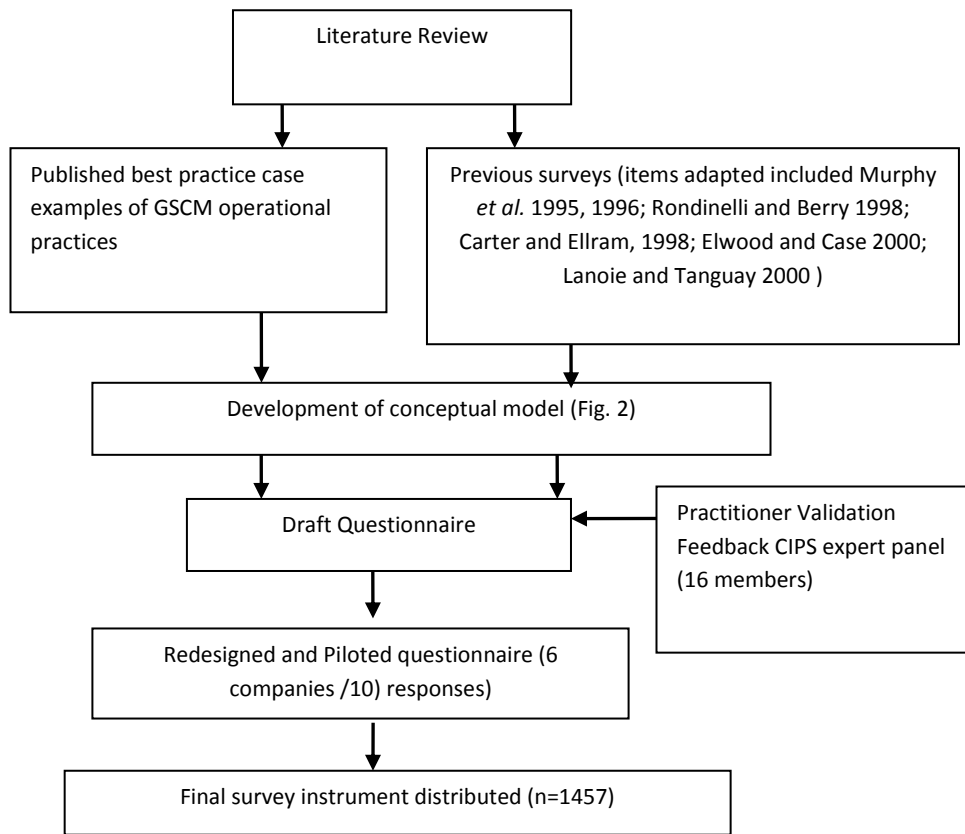 Literature Review
Published best practice case
examples of GSCM operational
practices
Previous surveys (items adapted included Murphy
et al. 1995, 1996; Rondinelli and Berry 1998;
Carter and Ellram, 1998; Elwood and Case 2000;
Lanoie and Tanguay 2000 )
Development of conceptual model (Fig. 2)
Draft Questionnaire
Practitioner Validation
Feedback CIPS expert panel
(16 members)
Redesigned and Piloted questionnaire (6
companies /10) responses)
Final survey instrument distributed (n=1457)